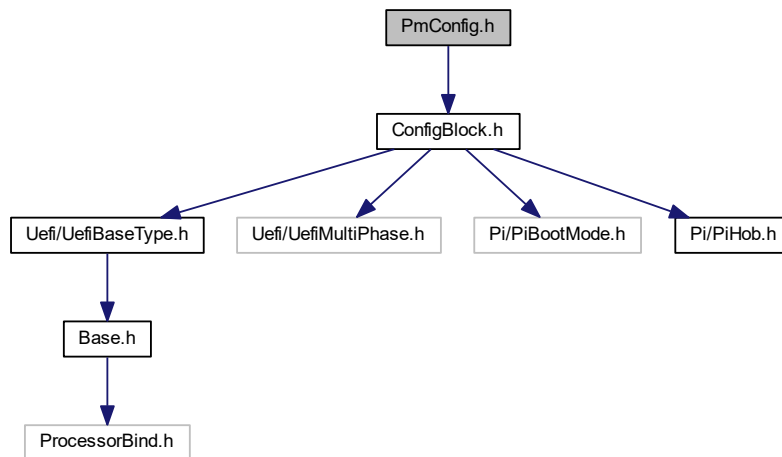 PmConfig.h
ConfigBlock.h
Uefi/UefiBaseType.h
Uefi/UefiMultiPhase.h
Pi/PiBootMode.h
Pi/PiHob.h
Base.h
ProcessorBind.h